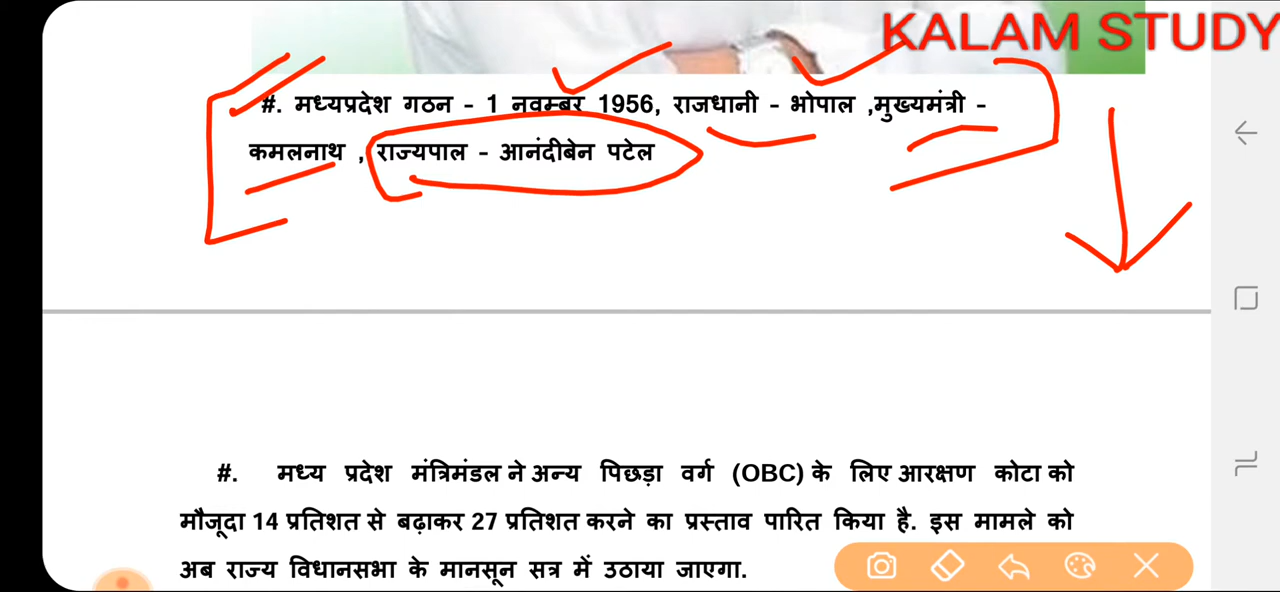 KALAM STUDY
#. मध्यप्रदेश गठन - 1 नवम्बर 1956, राजधानी - भोपाल ,मुख्यमंत्री -
कमलनाथ , राज्यपाल - आनंदीबेन पटेल
#. मध्य प्रदेश मंत्रिमंडल ने अन्य पिछड़ा वर्ग (OBC) के लिए आरक्षण कोटा को
मौजूदा 14 प्रतिशत से बढ़ाकर 27 प्रतिशत करने का प्रस्ताव पारित किया है. इस मामले को
अब राज्य विधानसभा के मानसून सत्र में उठाया जाएगा.